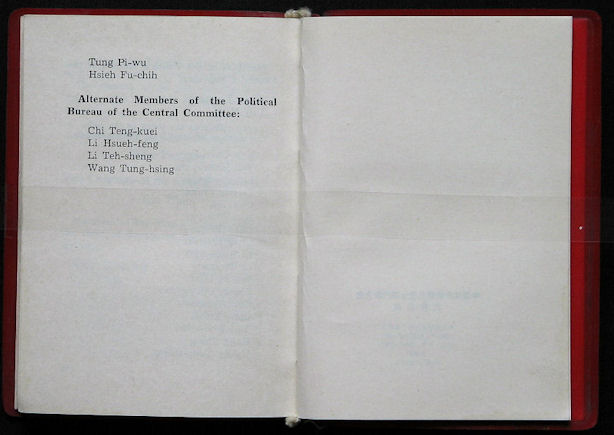 Tung Pi-wu
Hsieh Fu-chih
Alternate Members of the Political
Bureau of the Central Committee:
Chi Teng-kuei
Li Hsueh-feng
Li Teh-sheng
Wang Tung-hsing